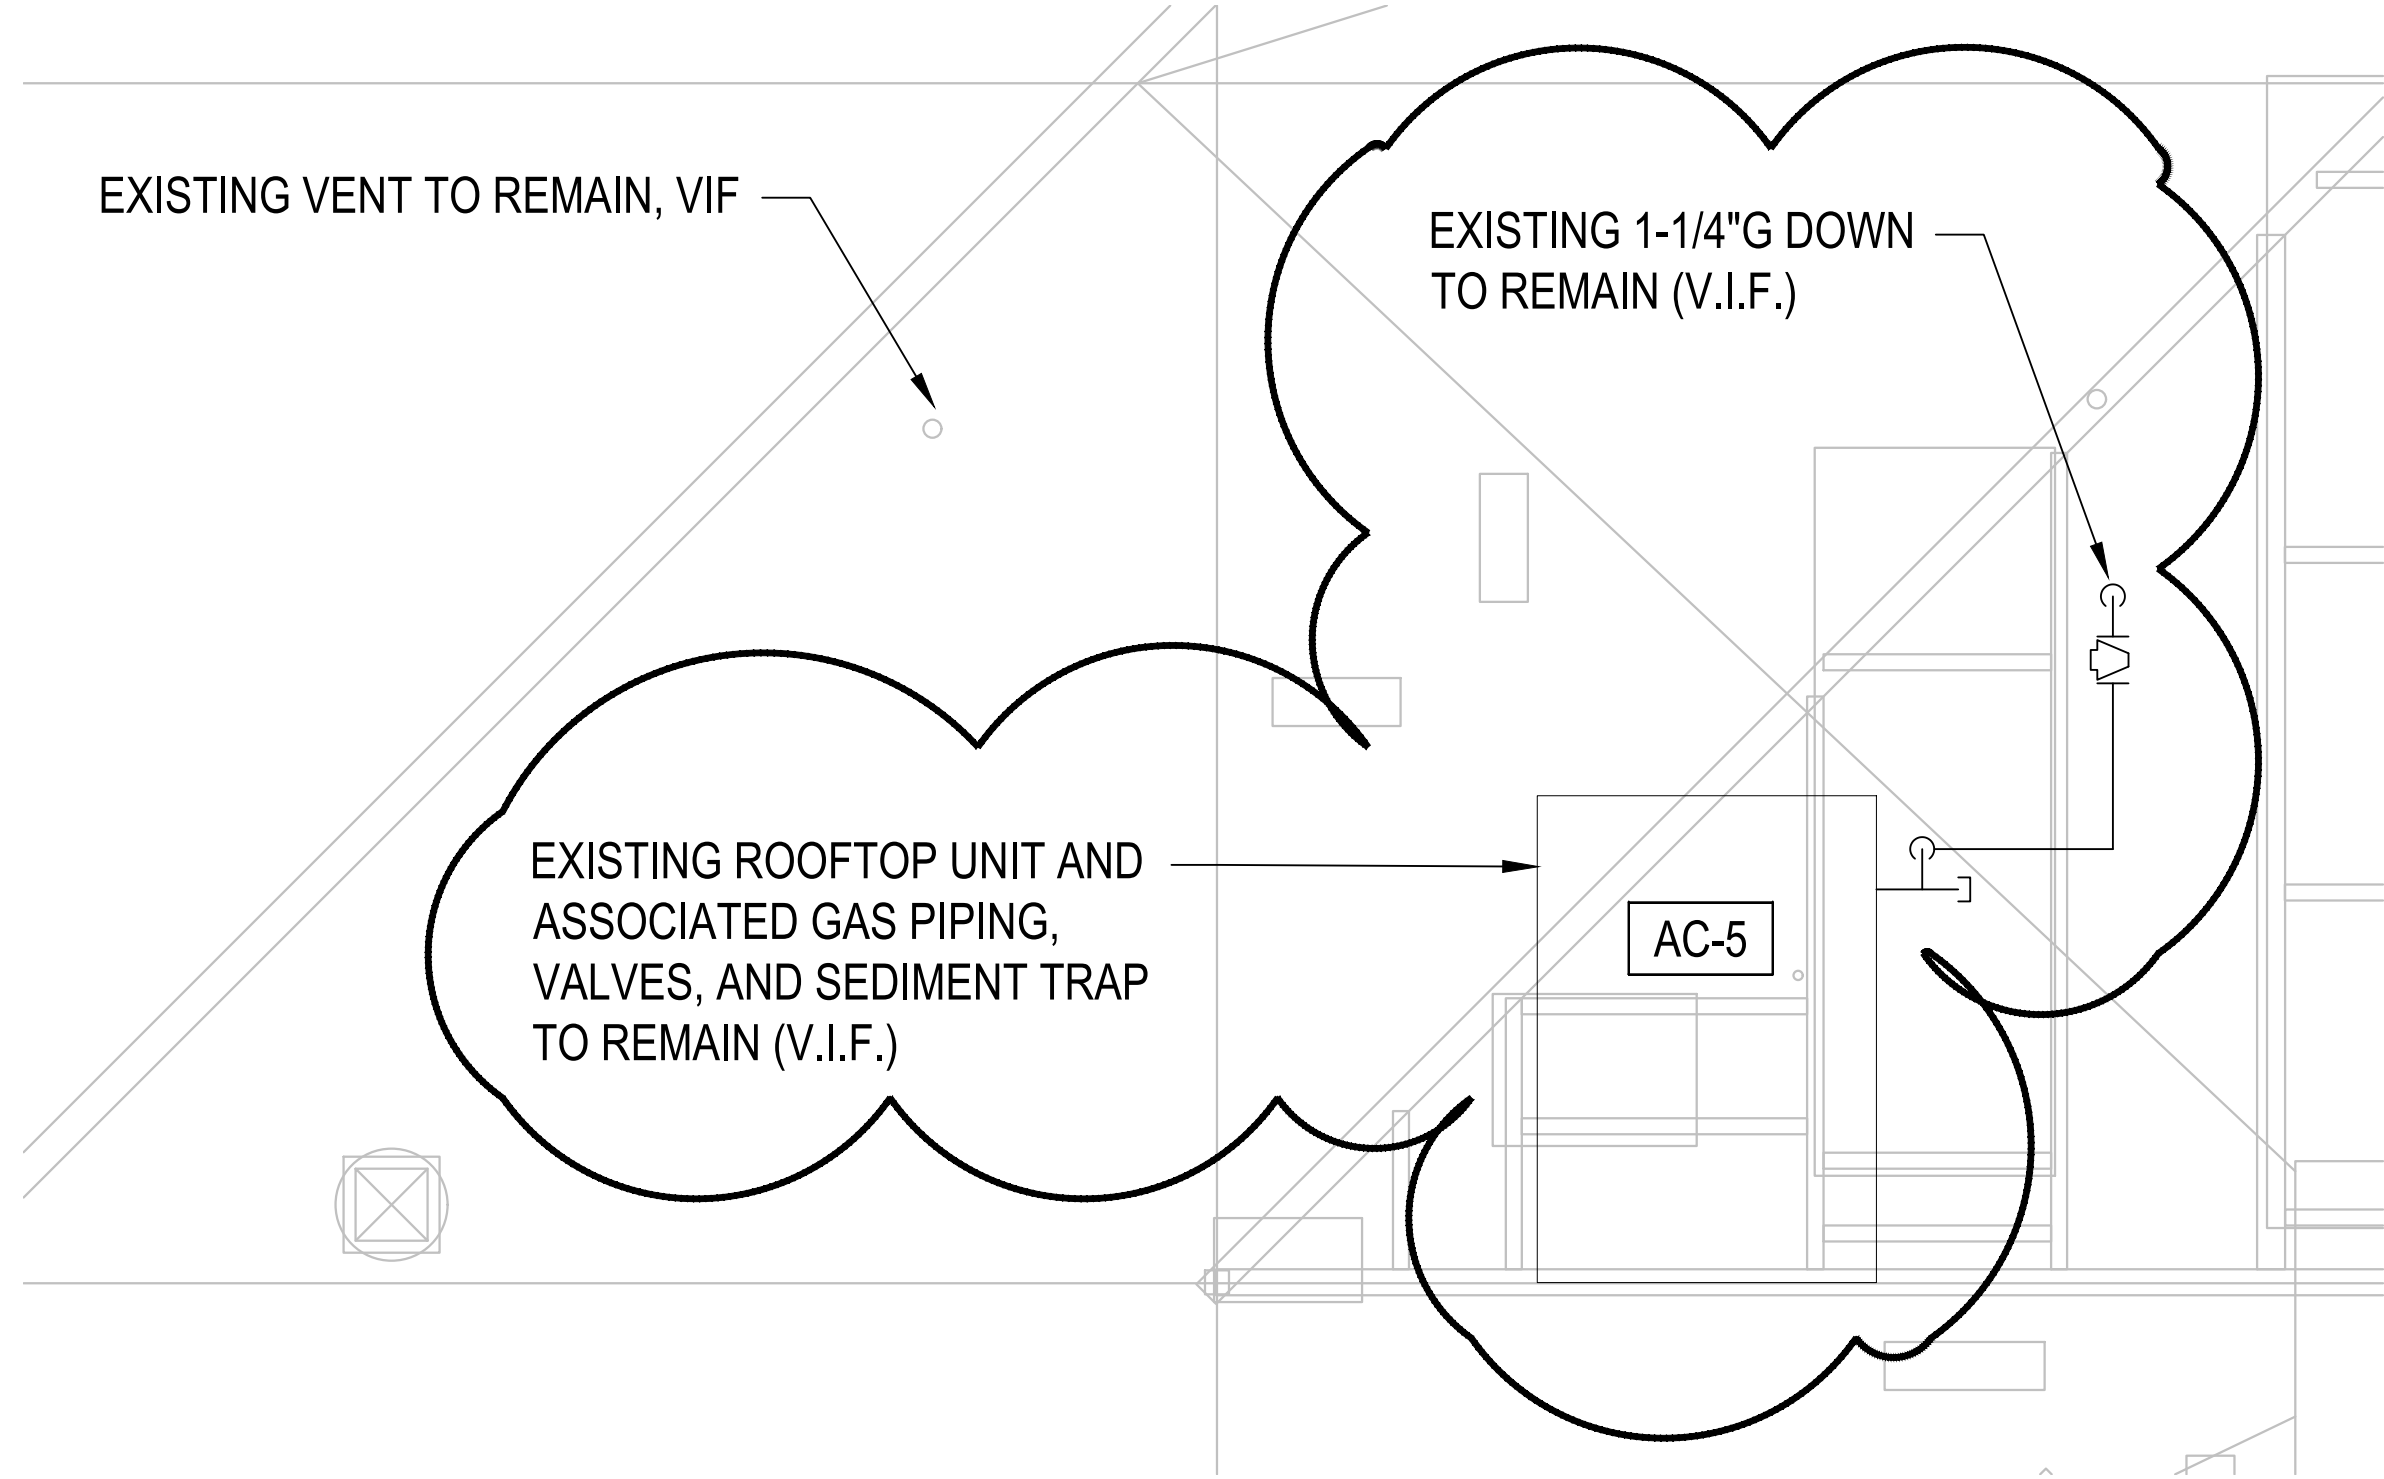 EXISTING VENT TO REMAIN, VIF
EXISTING 1-1/4"G DOWN
TO REMAIN (V.I.F.)
EXISTING ROOFTOP UNIT AND
ASSOCIATED GAS PIPING,
VALVES, AND SEDIMENT TRAP
TO REMAIN (V.I.F.)
AC-5